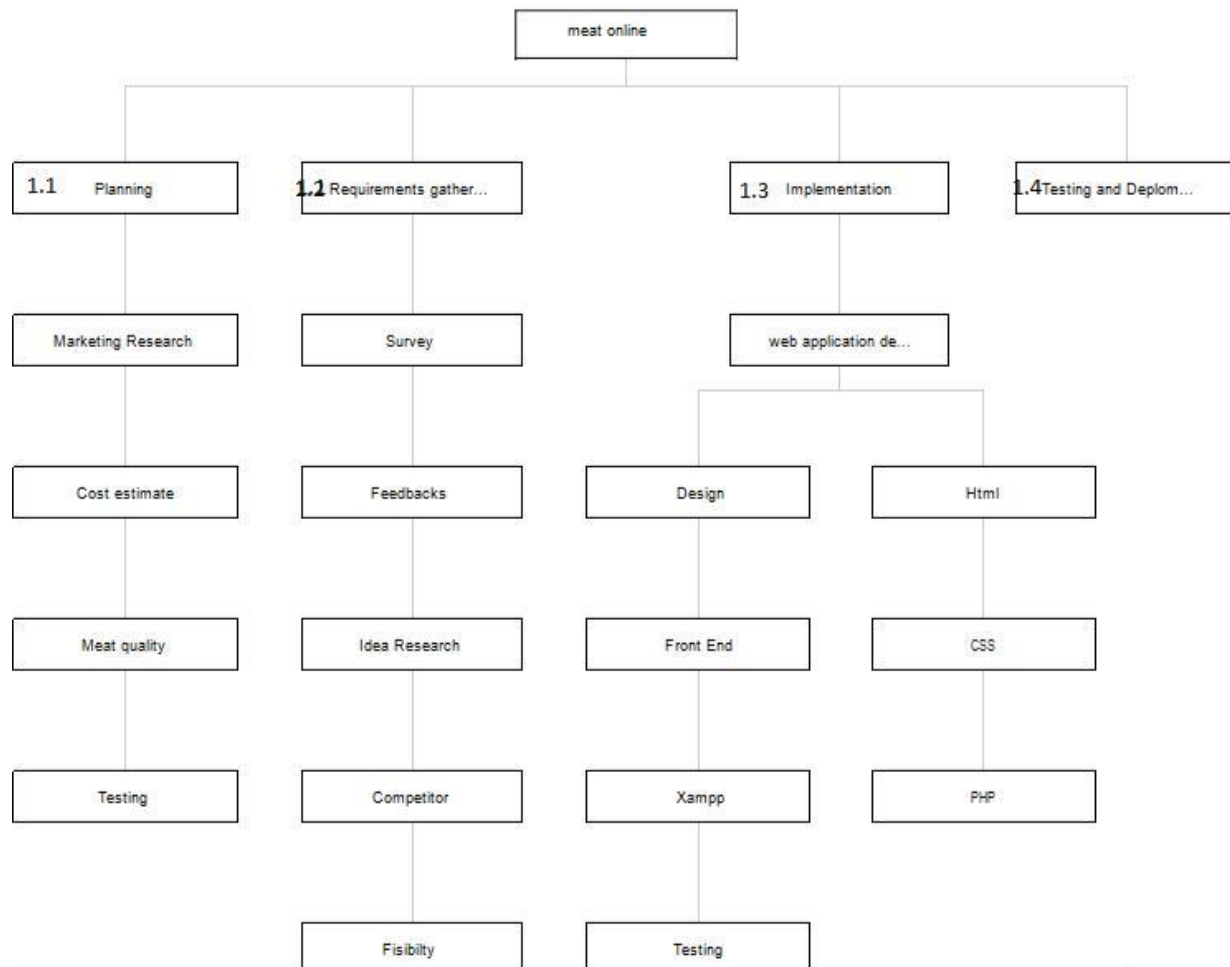 meat online
1.1 Planning
1.2 Requirements gather...
1.3 Implementation
1.4 Testing and Deplom...
Marketing Research
Survey
web application de...
Cost estimate
Feedbacks
Design
Html
Meat quality
Idea Research
Front End
CSS
Testing
Competitor
Xampp
PHP
Fisibilty
Testing